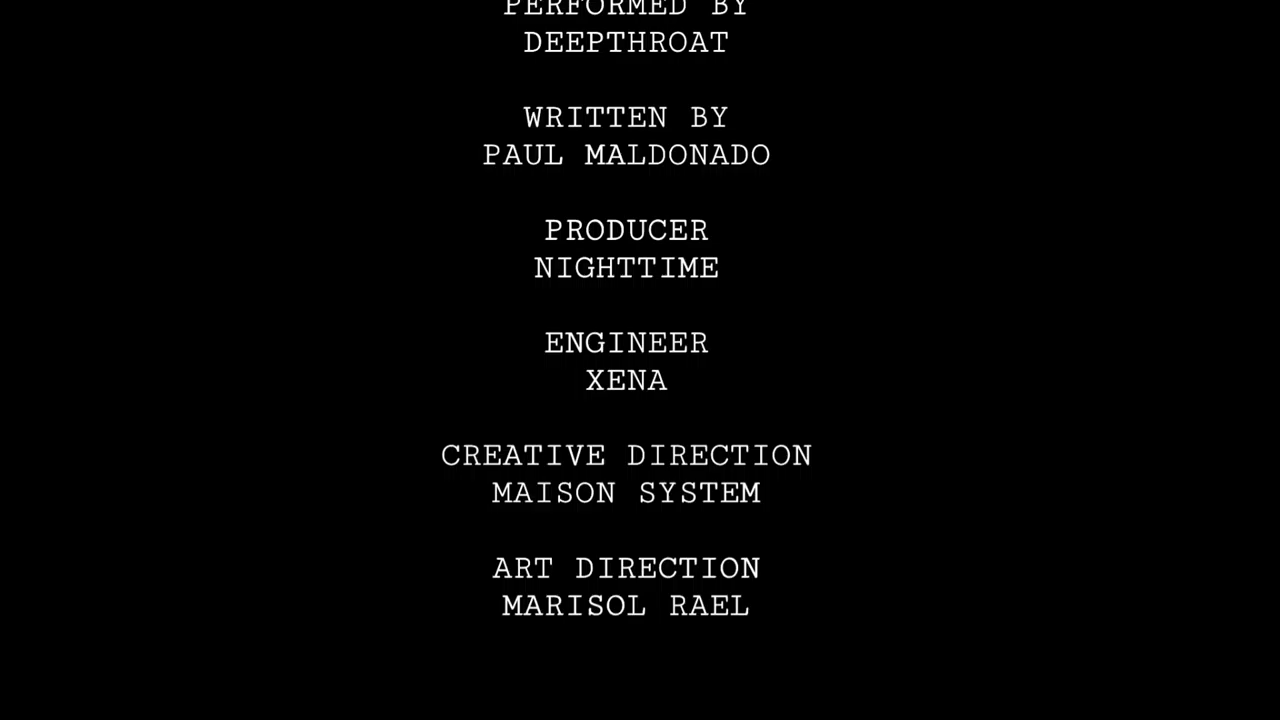 PERFORMED BY
DEEPTHROAT
WRITTEN BY
PAUL MALDONADO
PRODUCER
NIGHTTIME
ENGINEER
XENA
CREATIVE DIRECTION
MAISON SYSTEM
ART DIRECTION
MARISOL RAEL